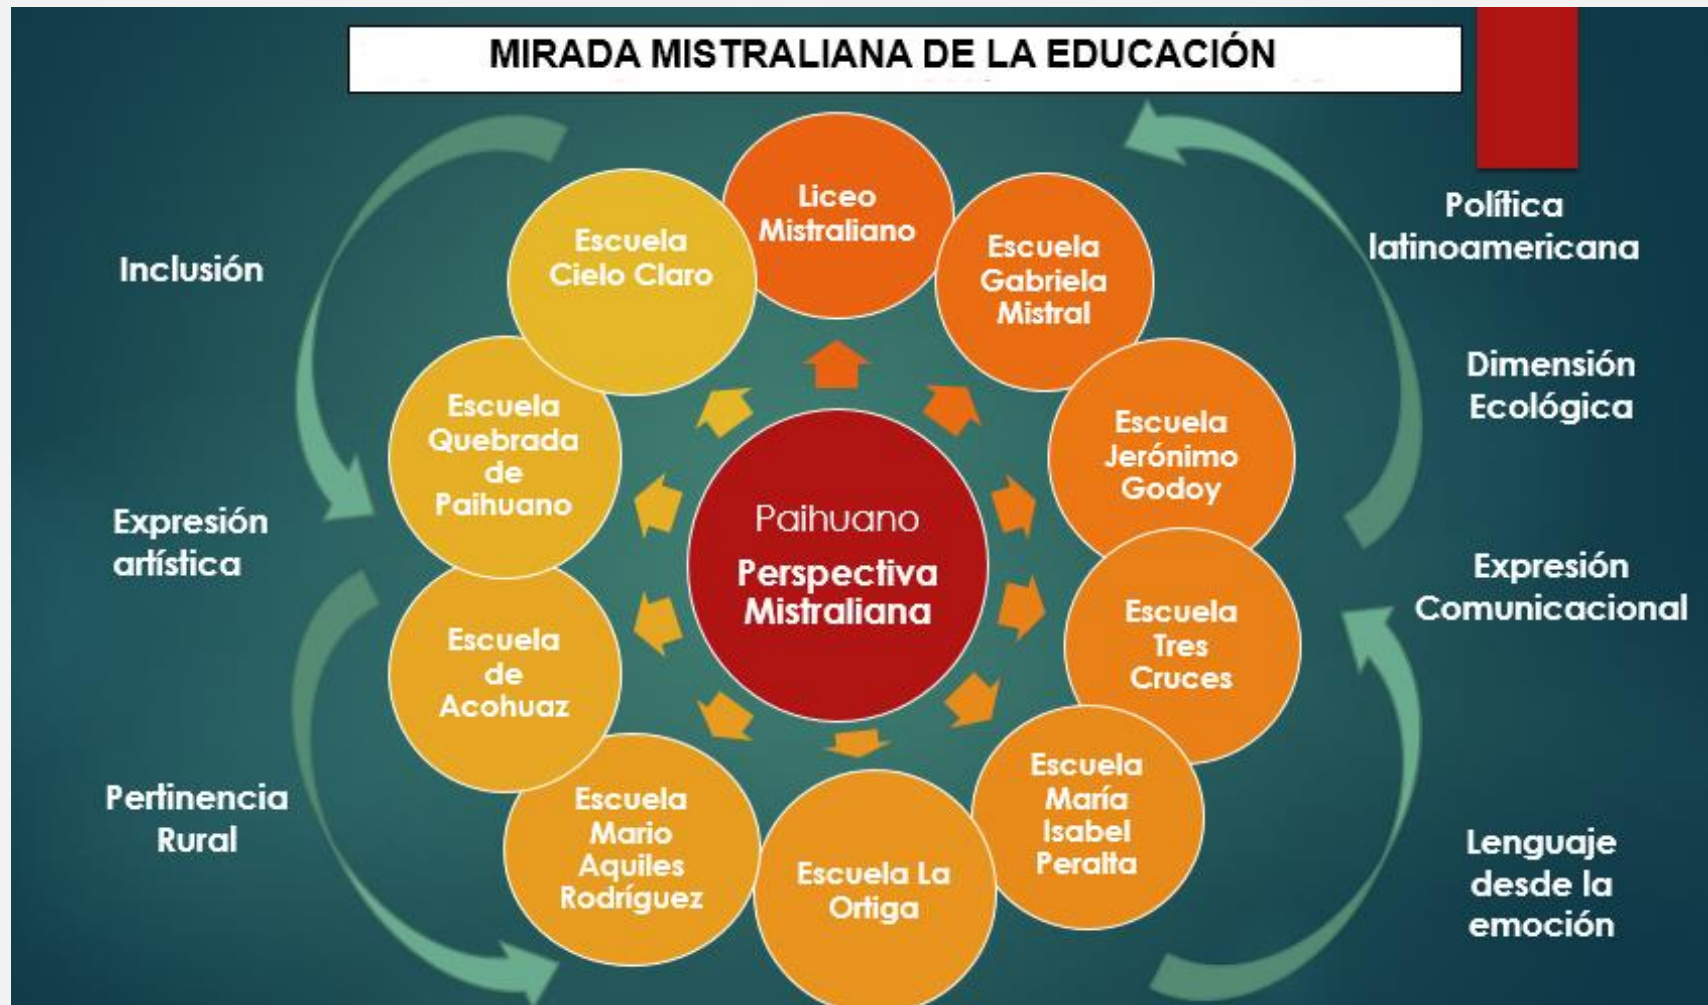 MIRADA MISTRALIANA DE LA EDUCACIÓN
Liceo
Mistraliano
Escuela
Gabriela
Mistral
Escuela
Jerónimo
Godoy
Escuela
Tres
Cruces
Escuela
María
Isabel
Peralta
Escuela La
Ortiga
Escuela
Mario
Aquiles
Rodríguez
Escuela
de
Acohuaz
Escuela
Quebrada
de
Paihuano
Escuela
Cielo Claro
Paihuano
Perspectiva
Mistraliana
Inclusión
Expresión
artística
Pertinencia
Rural
Política
latinoamericana
Dimensión
Ecológica
Expresión
Comunicacional
Lenguaje
desde la
emoción